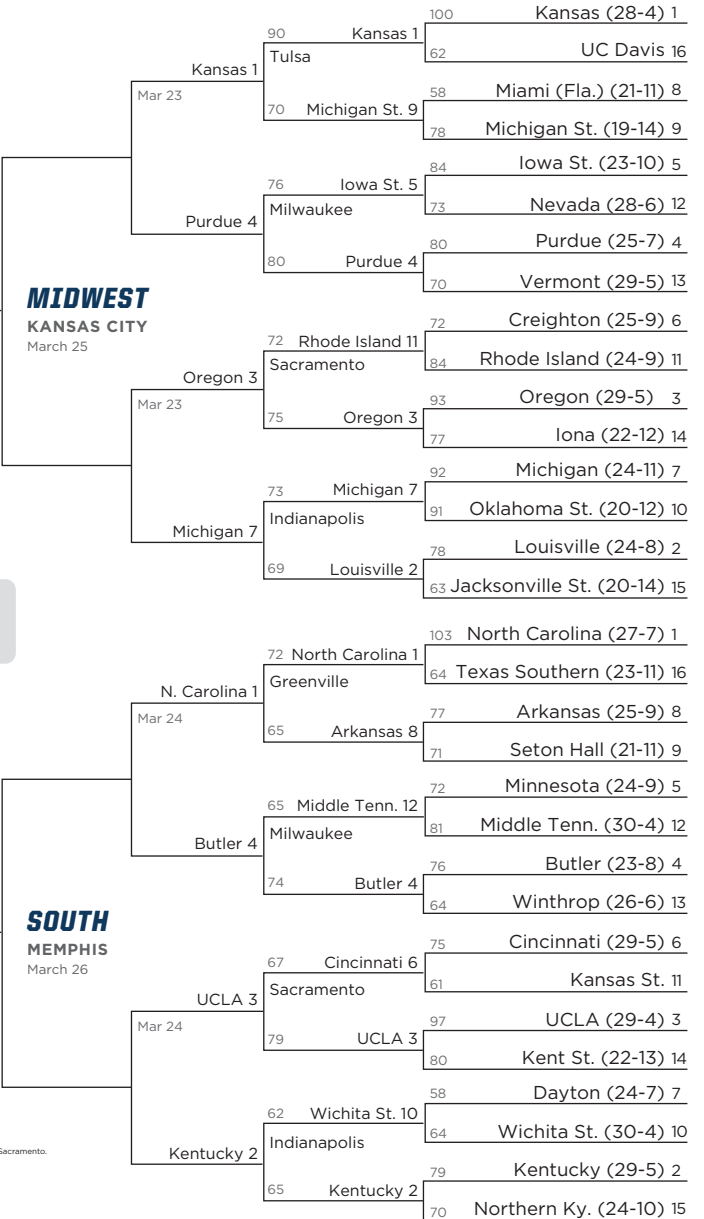 100 Kansas (28-4) 1
90 Kansas 1
62 UC Davis 16
Tulsa
Kansas 1
Mar 23
58 Miami (Fla.) (21-11) 8
70 Michigan St. 9
78 Michigan St. (19-14) 9
84 Iowa St. (23-10) 5
76 Iowa St. 5
73 Nevada (28-6) 12
Milwaukee
Purdue 4
80 Purdue (25-7) 4
80 Purdue 4
70 Vermont (29-5) 13
MIDWEST
KANSAS CITY
March 25
72 Creighton (25-9) 6
72 Rhode Island 11
84 Rhode Island (24-9) 11
Sacramento
Oregon 3
Mar 23
93 Oregon (29-5) 3
75 Oregon 3
77 Iona (22-12) 14
92 Michigan (24-11) 7
73 Michigan 7
91 Oklahoma St. (20-12) 10
Indianapolis
Michigan 7
78 Louisville (24-8) 2
69 Louisville 2
63 Jacksonville St. (20-14) 15
103 North Carolina (27-7) 1
72 North Carolina 1
64 Texas Southern (23-11) 16
Greenville
N. Carolina 1
Mar 24
77 Arkansas (25-9) 8
65 Arkansas 8
71 Seton Hall (21-11) 9
72 Minnesota (24-9) 5
65 Middle Tenn. 12
81 Middle Tenn. (30-4) 12
Milwaukee
Butler 4
76 Butler (23-8) 4
74 Butler 4
64 Winthrop (26-6) 13
SOUTH
MEMPHIS
March 26
75 Cincinnati (29-5) 6
67 Cincinnati 6
61 Kansas St. 11
Sacramento
UCLA 3
Mar 24
97 UCLA (29-4) 3
79 UCLA 3
80 Kent St. (22-13) 14
58 Dayton (24-7) 7
62 Wichita St. 10
64 Wichita St. (30-4) 10
Indianapolis
Sacramento.
Kentucky 2
79 Kentucky (29-5) 2
65 Kentucky 2
70 Northern Ky. (24-10) 15